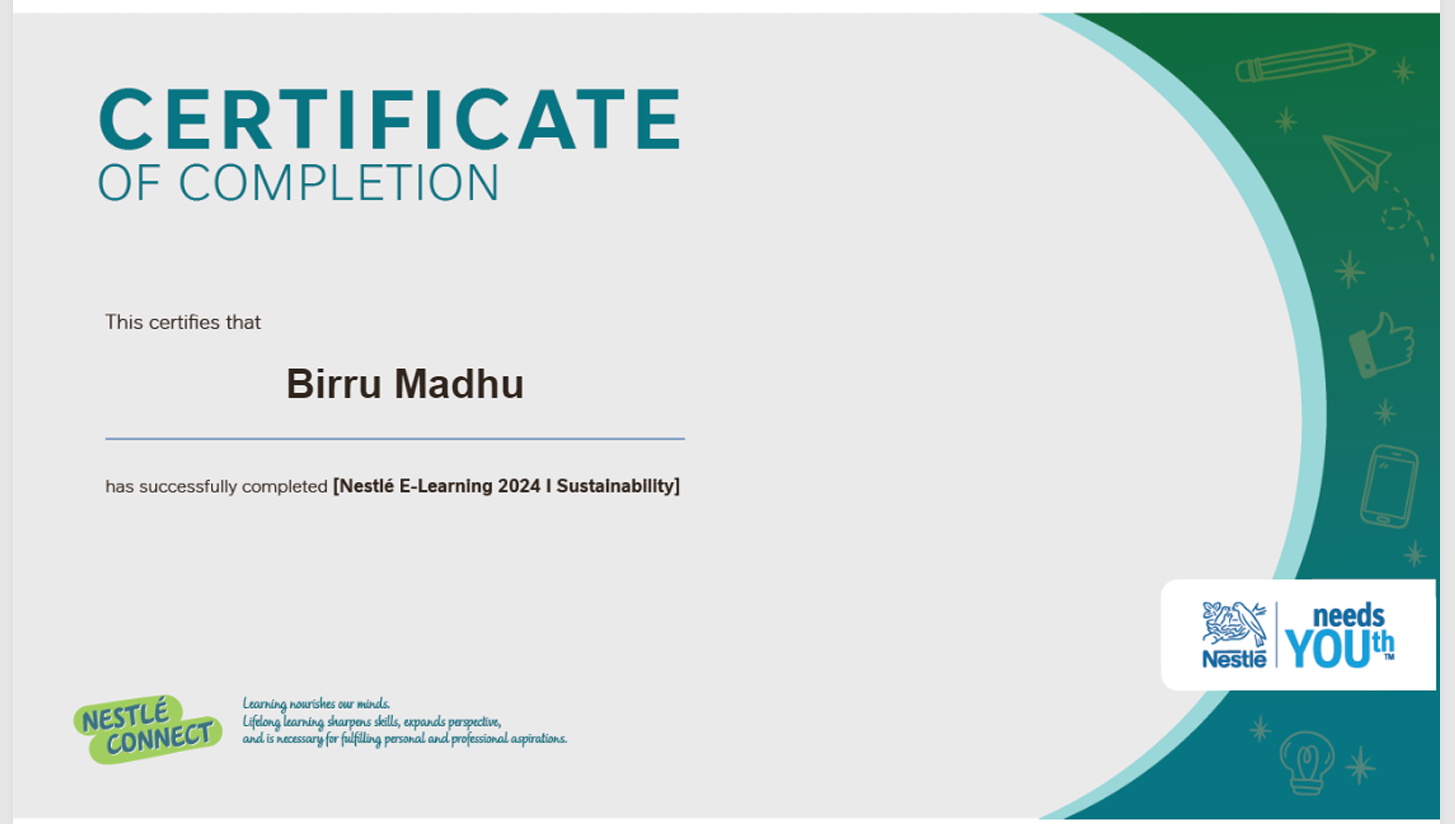 CERTIFICATE
OF COMPLETION
This certifies that
Birru Madhu
has successfully completed [Nestlé E-Learning 2024 I Sustainability]
Nestlé
needs
YOUth™
NESTLÉ
CONNECT
Learning nourishes our minds.
Lifelong learning sharpens skills, expands perspective,
and is necessary for fulfilling personal and professional aspirations.